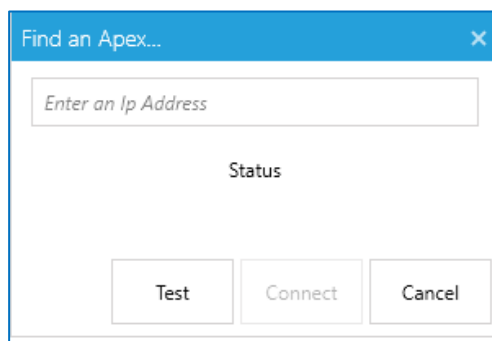 Find an Apex...
Enter an Ip Address
Status
Test Connect Cancel